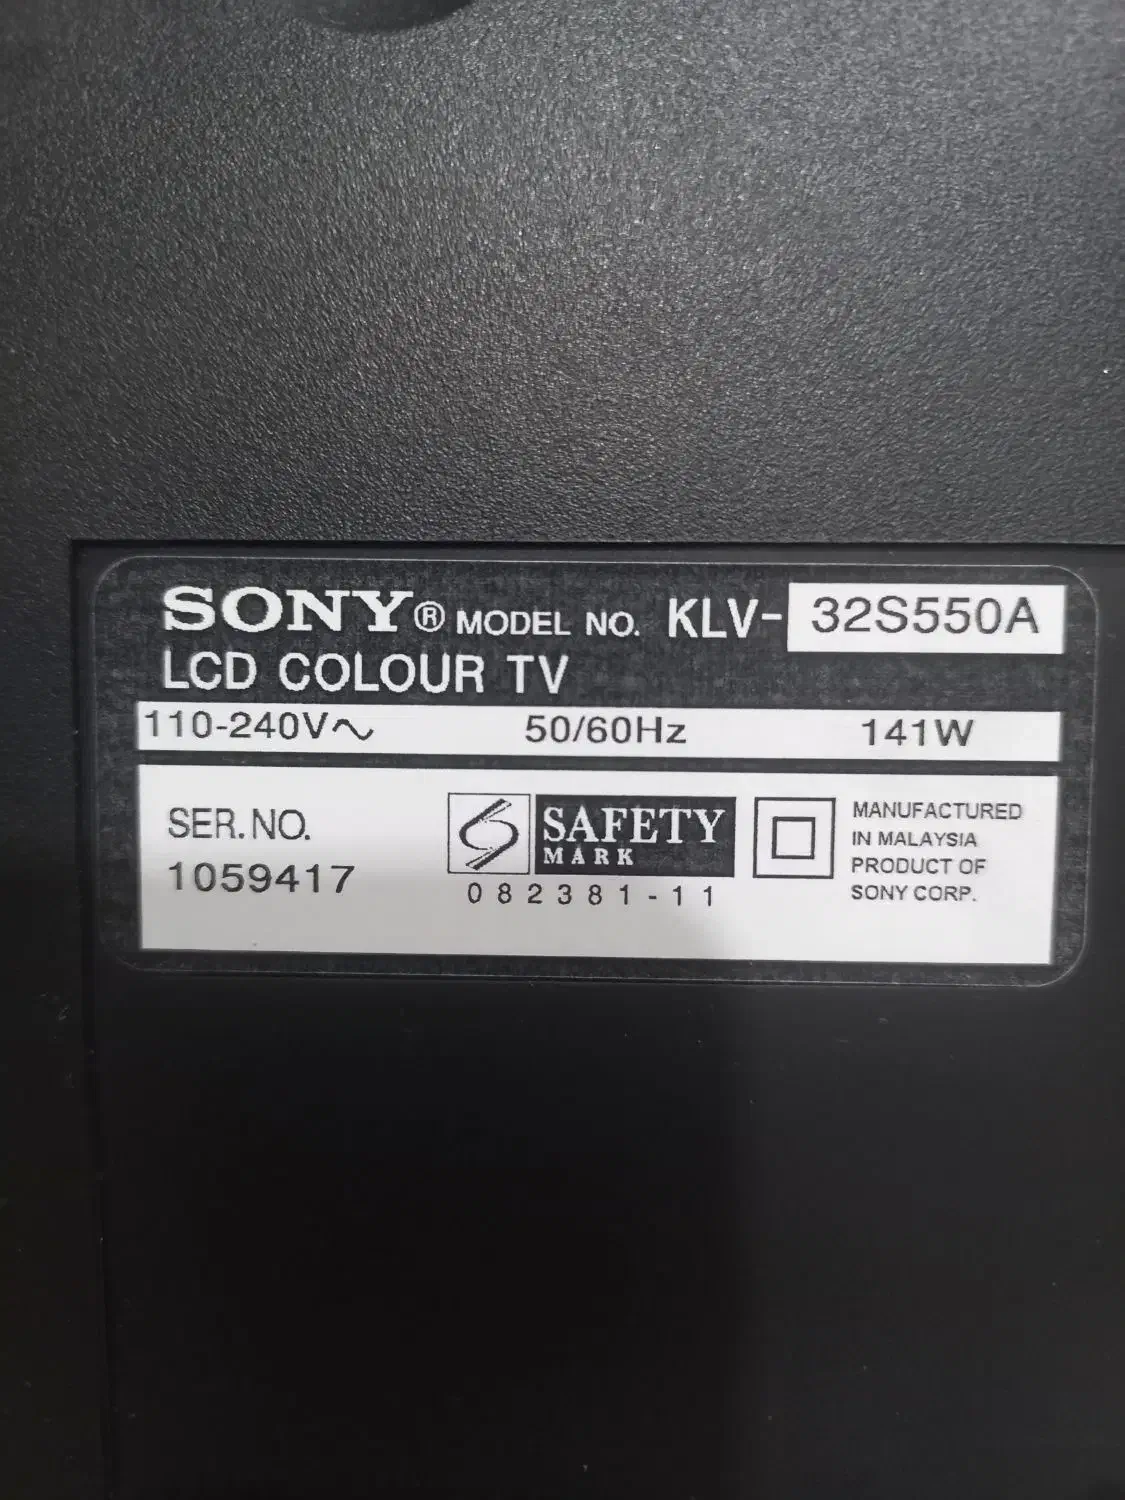 SONY® MODEL NO. KLV-32S550A
LCD COLOUR TV
110-240V~ 50/60Hz 141W
SER. NO.
1059417
SAFETY
MARK
082381-11
MANUFACTURED
IN MALAYSIA
PRODUCT OF
SONY CORP.